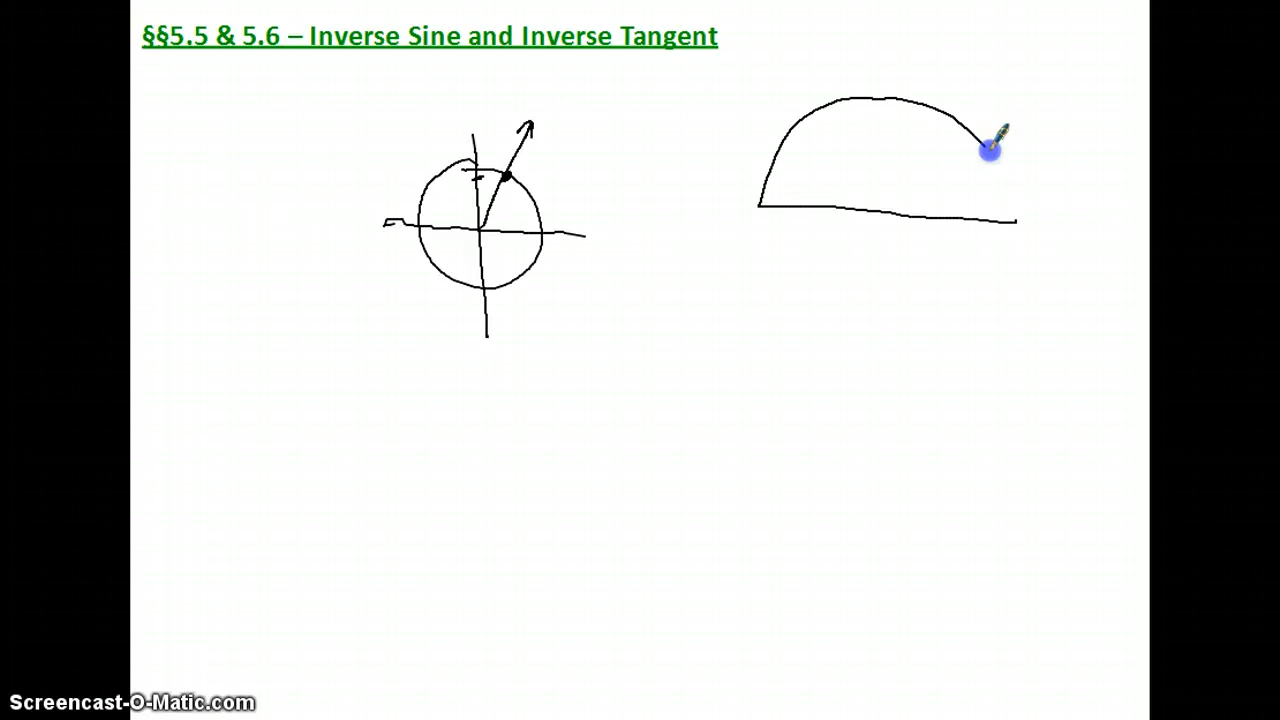 §§5.5 & 5.6 – Inverse Sine and Inverse Tangent
Screencast-O-Matic.com